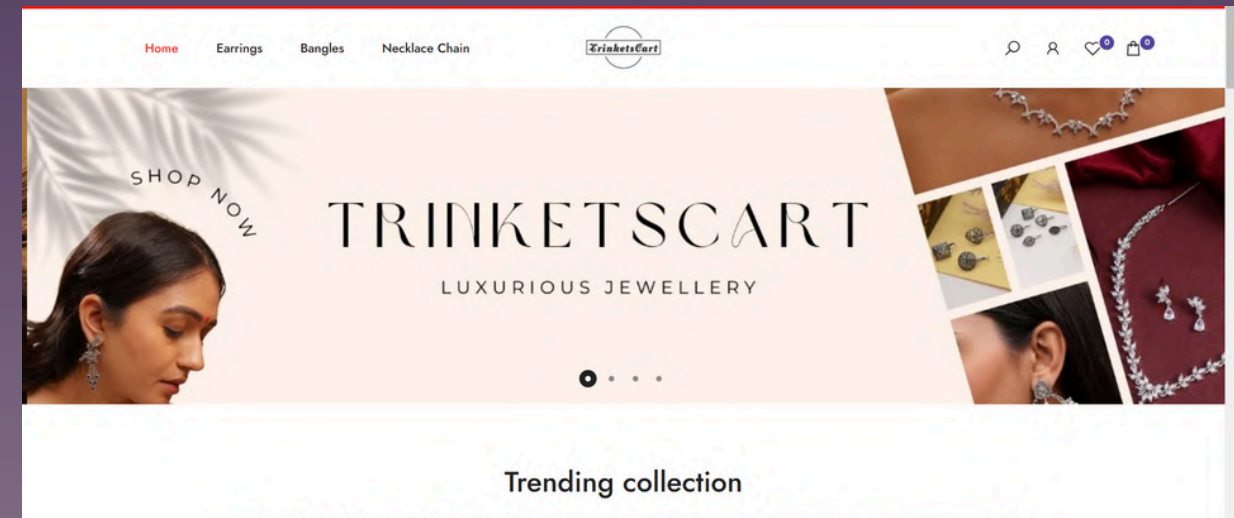 Home Earrings Bangles Necklace Chain TrinketsCart 0 0
SHOP NOW
TRINKETSCART
LUXURIOUS JEWELLERY
Trending collection